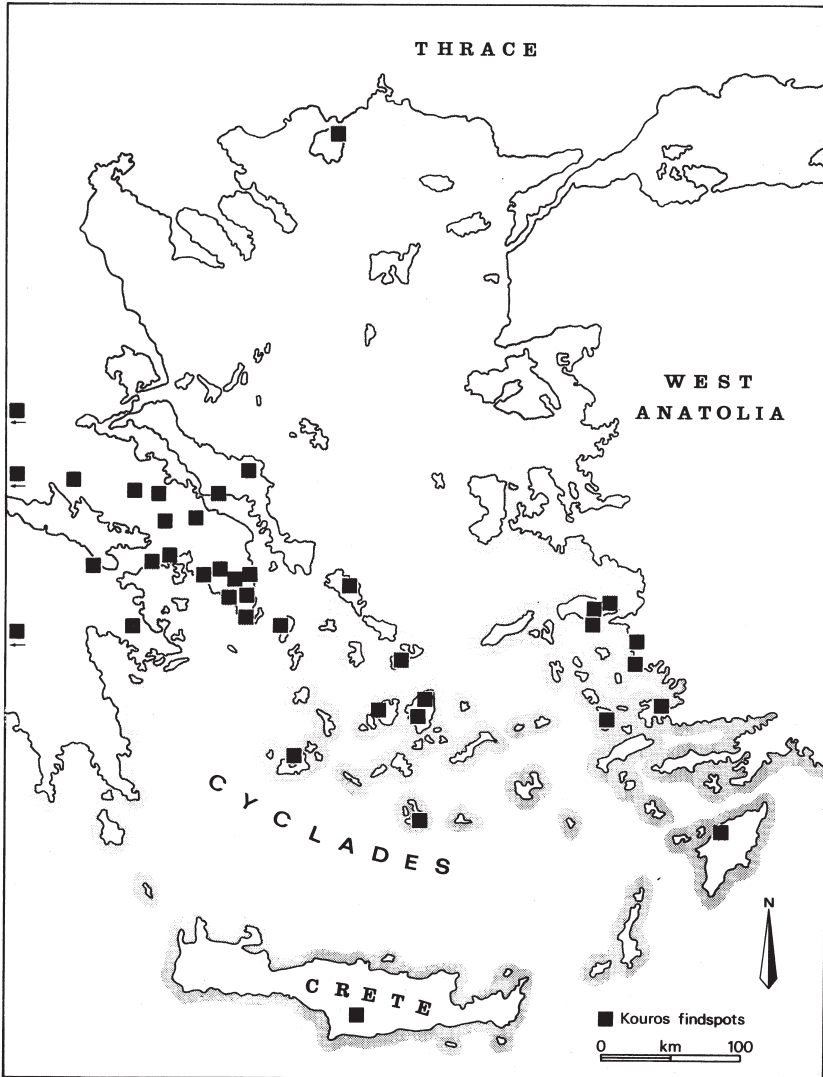 THRACE
WEST
ANATOLIA
CYCLADES
CRETE
N
Kouros findspots
0 km 100